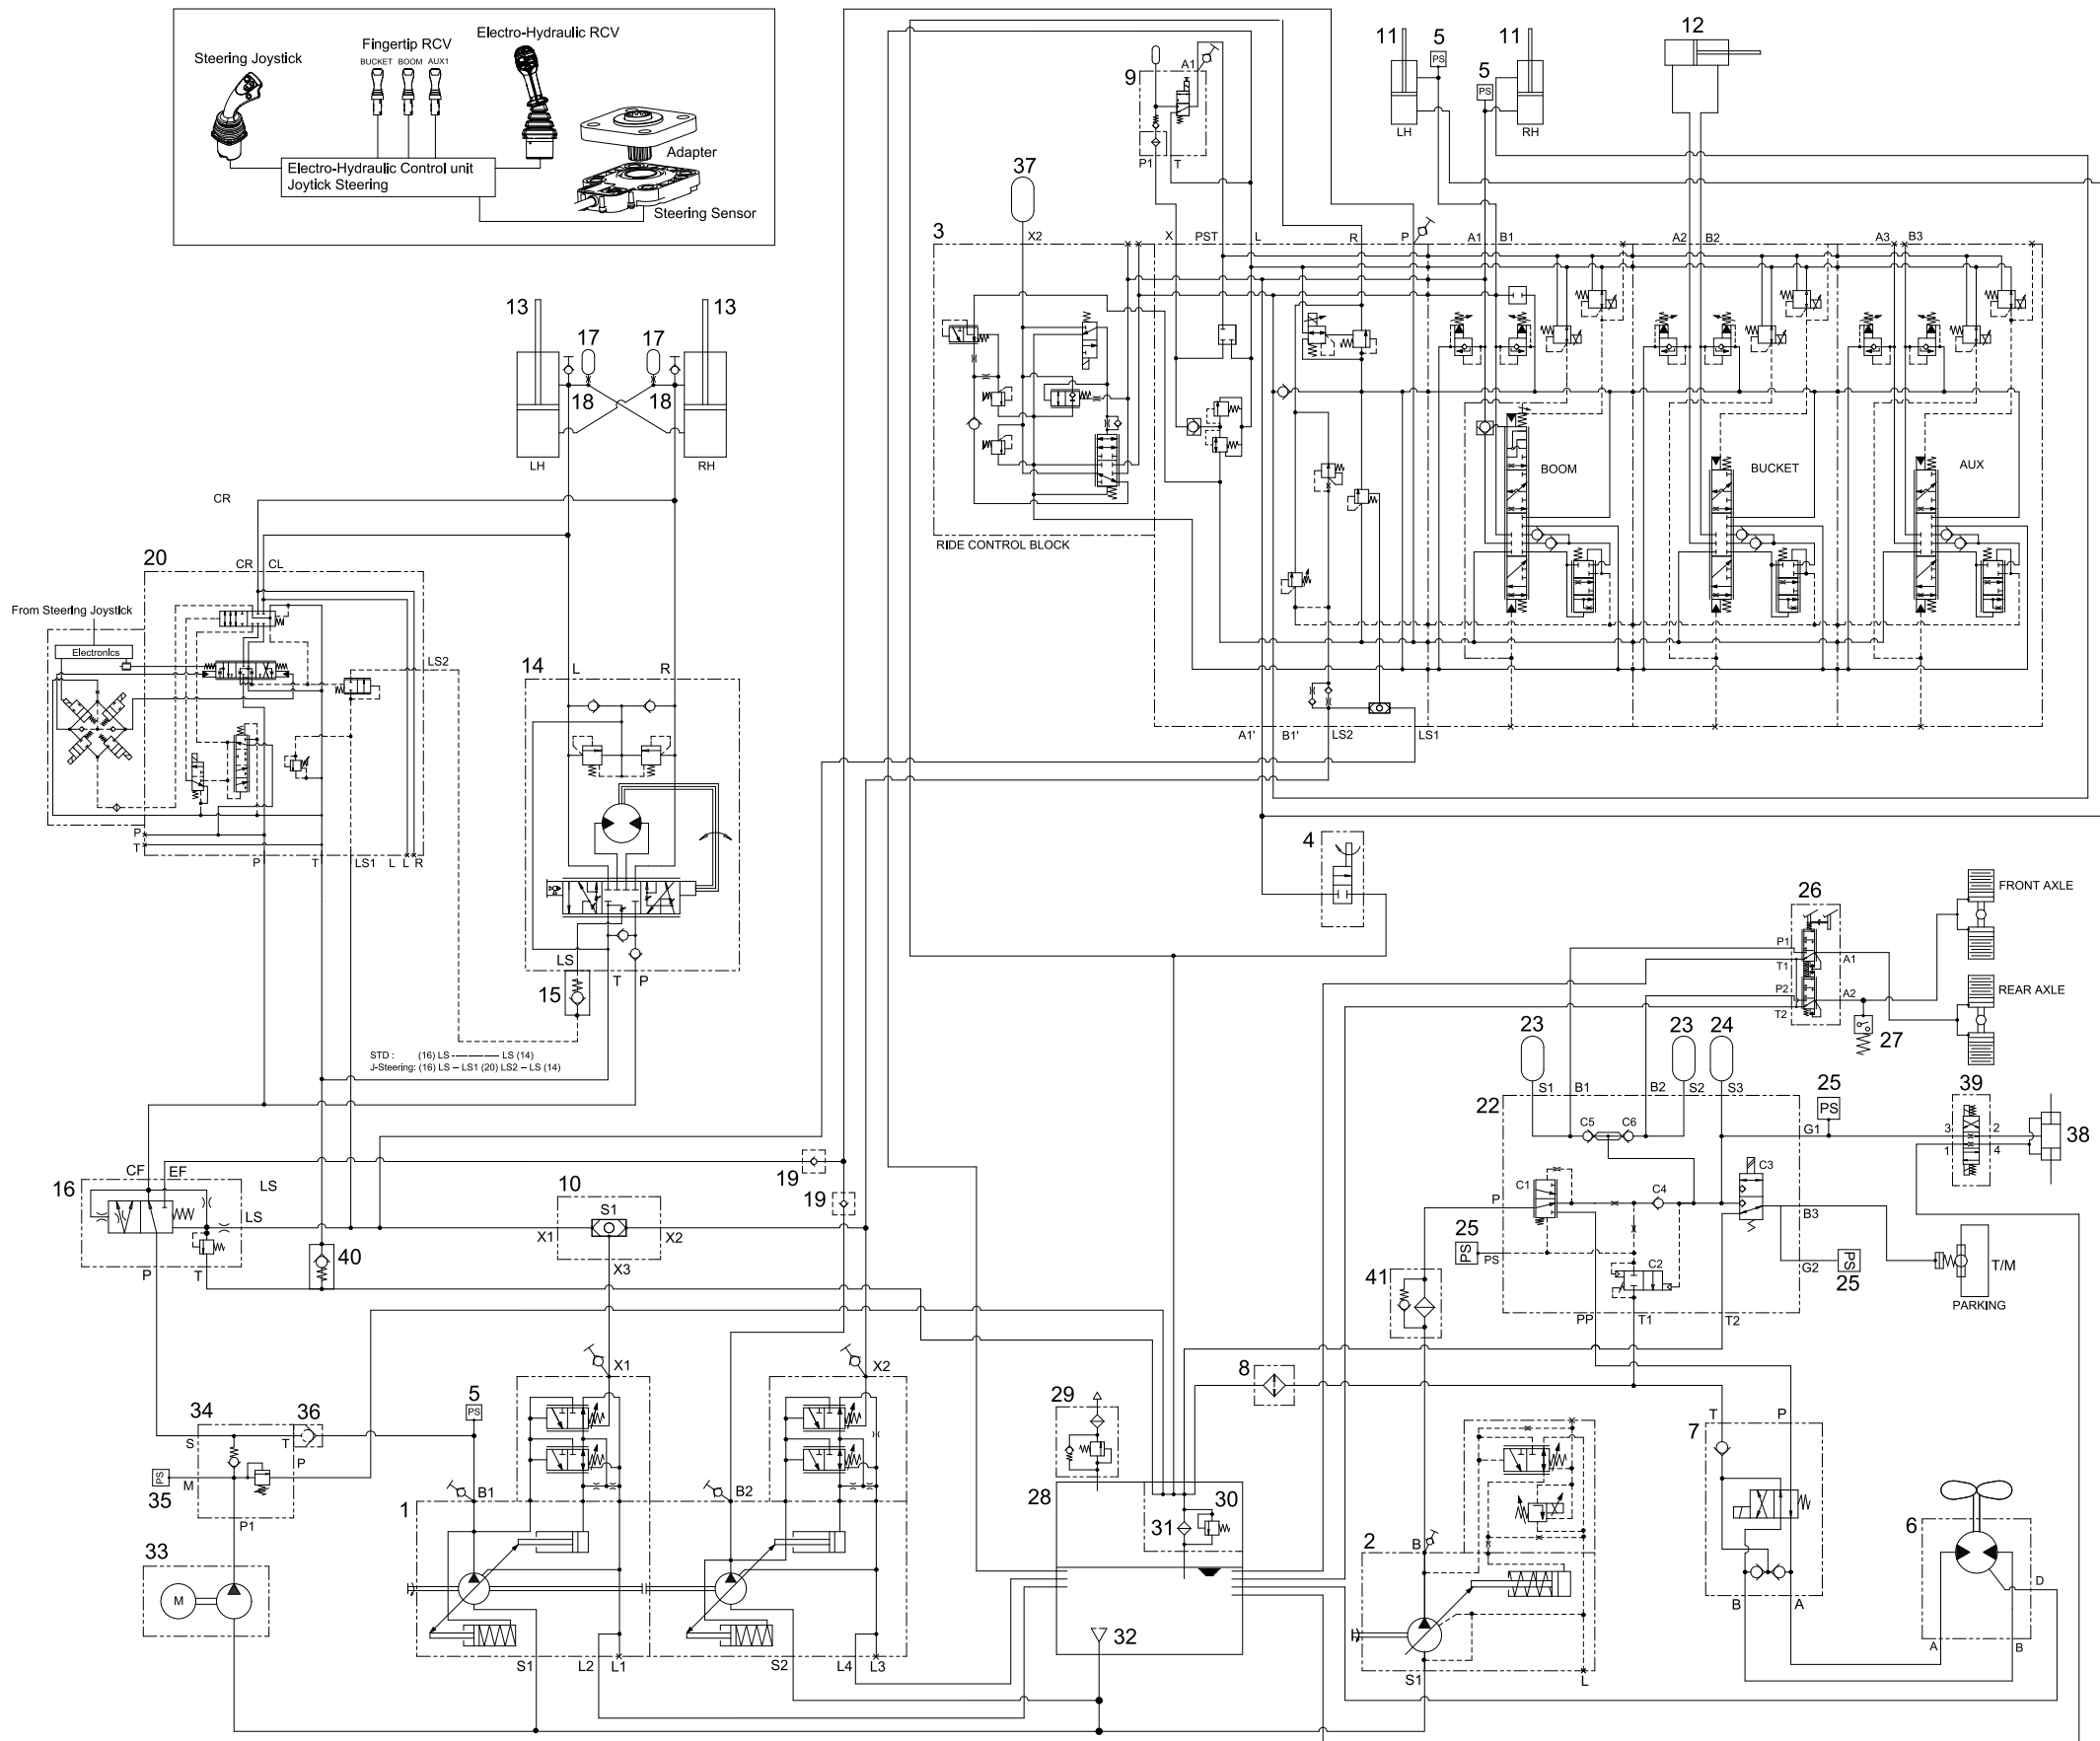 Steering Joystick
Fingertip RCV
BUCKET BOOM AUX1
Electro-Hydraulic RCV
Electro-Hydraulic Control unit
Joytick Steering
Adapter
Steering Sensor
11
5
11
5
PS
PS
LH
RH
12
9
A1
P1
T
37
3
X2
X
PST
L
R
P
A1
B1
A2
B2
A3
B3
BOOM
BUCKET
AUX
RIDE CONTROL BLOCK
A1'
B1'
LS2
LS1
13
13
17
17
18
18
LH
RH
CR
20
CR
CL
From Steering Joystick
Electronics
LS2
P
T
P
T
LS1
L
L
R
14
L
R
LS
T
P
15
STD : (16) LS ------------ LS (14)
J-Steering: (16) LS – LS1 (20) LS2 – LS (14)
4
26
FRONT AXLE
P1
T1
A1
P2
T2
A2
REAR AXLE
27
23
23
24
S1
B1
B2
S2
S3
25
PS
39
22
C5
C6
G1
3
2
1
4
38
C3
C1
C4
P
B3
25
PS
PS
C2
G2
PS
25
T/M
PARKING
PP
T1
T2
41
CF
EF
16
LS
LS
P
T
40
19
19
10
S1
X1
X2
X3
X1
X2
5
PS
34
36
S
T
P
M
PS
35
P1
33
M
1
B1
B2
S1
L2
L1
S2
L4
L3
29
8
28
30
31
32
2
B
S1
L
7
T
P
B
A
6
D
A
B